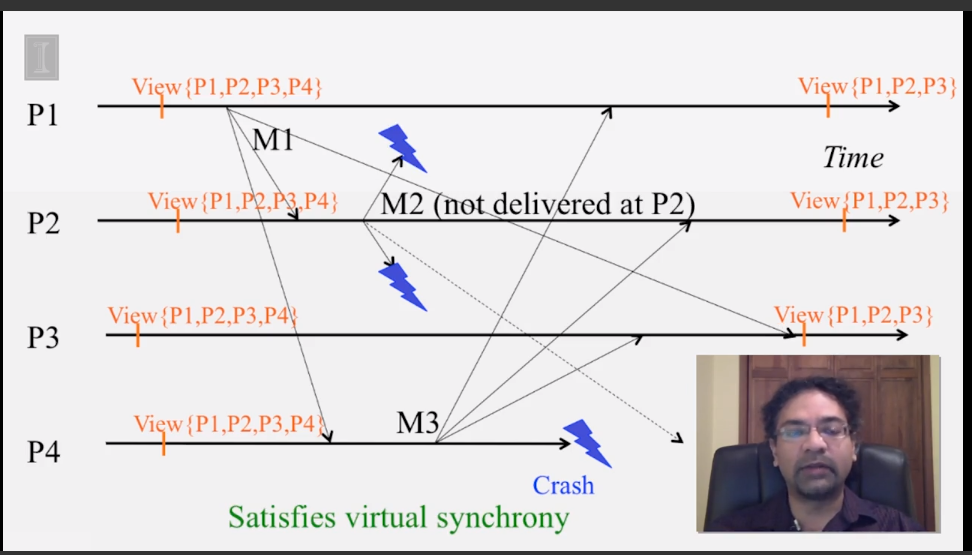 I
View{P1,P2,P3,P4}
View{P1,P2,P3}
P1
M1
Time
View{P1,P2,P3,P4}
M2 (not delivered at P2)
View{P1,P2,P3}
P2
View{P1,P2,P3,P4}
View{P1,P2,P3}
P3
View{P1,P2,P3,P4}
M3
P4
Crash
Satisfies virtual synchrony